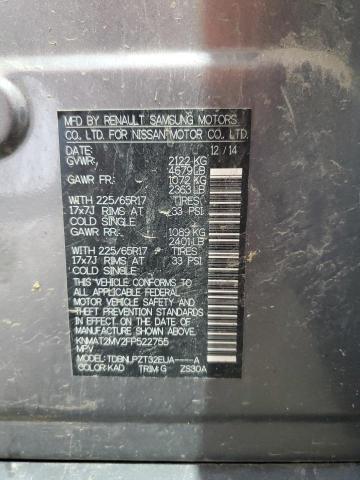 MFD BY RENAULT SAMSUNG MOTORS
CO. LTD. FOR NISSAN MOTOR CO., LTD.
DATE: 12/14
GVWR: 2122 KG
4679 LB
GAWR FR: 1072 KG
2363 LB
WITH 225/65R17 TIRES
17x7J RIMS AT 33 PSI
COLD SINGLE
GAWR RR: 1089 KG
2401 LB
WITH 225/65R17 TIRES
17x7J RIMS AT 33 PSI
COLD SINGLE
THIS VEHICLE CONFORMS TO ALL
APPLICABLE FEDERAL
MOTOR VEHICLE SAFETY AND THEFT
PREVENTION STANDARDS
IN EFFECT ON THE DATE OF
MANUFACTURE SHOWN ABOVE.
KNMAT2MV2FP522755
MPV
MODEL: TDBNLPZT32EUA----A
COLOR: KAD TRIM: G ZS30A